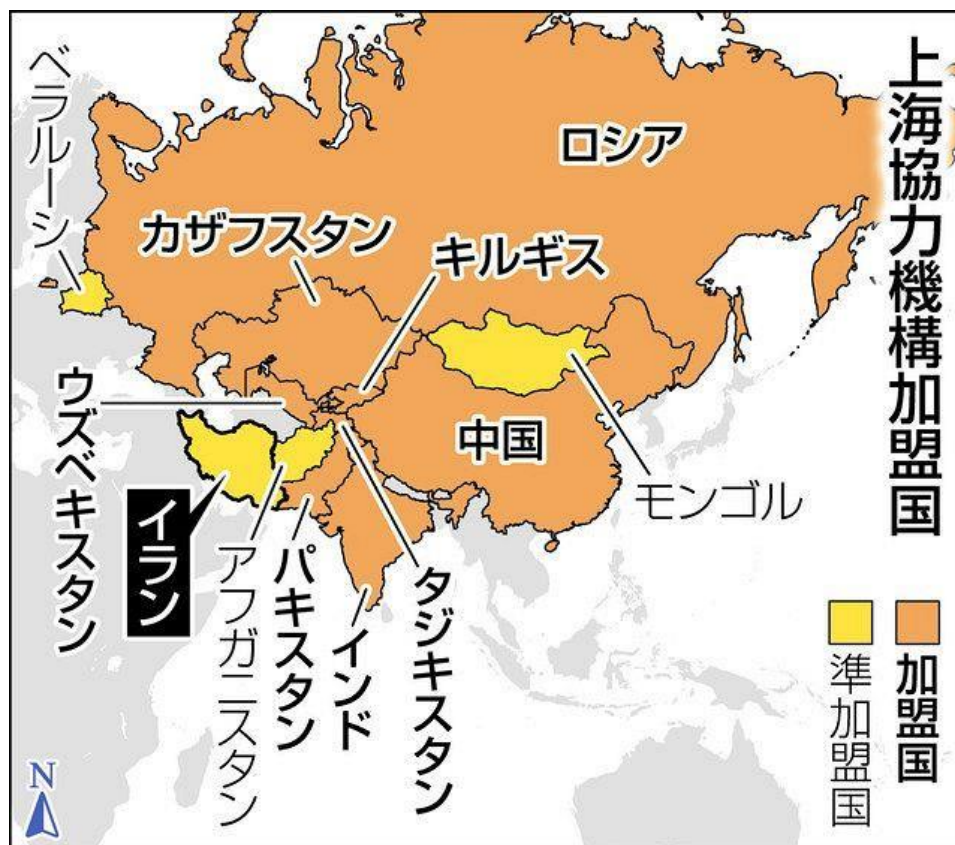 上海協力機構加盟国
加盟国
準加盟国
ベラルーシ
ロシア
カザフスタン
キルギス
ウズベキスタン
中国
モンゴル
イラン
アフガニスタン
パキスタン
インド
タジキスタン
N